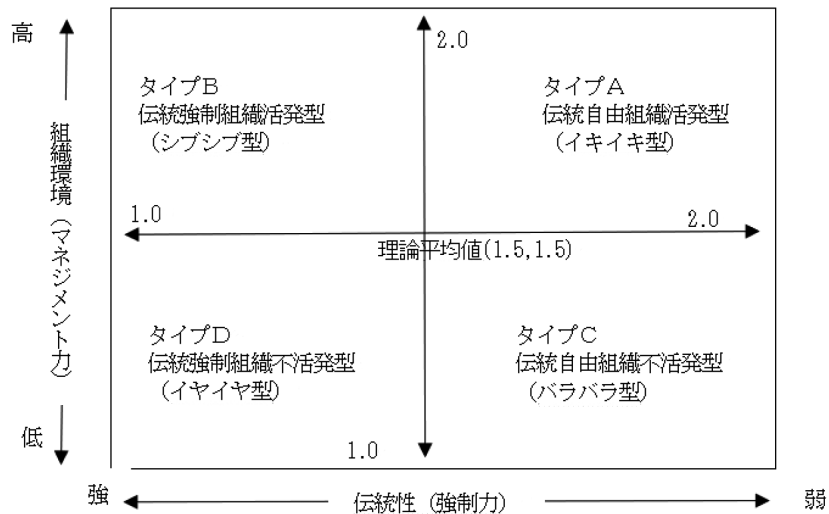 高
2.0
タイプB
伝統強制組織活発型
(シブシブ型)
タイプA
伝統自由組織活発型
(イキイキ型)
組織環境(マネジメント力)
1.0
2.0
理論平均値(1.5,1.5)
タイプD
伝統強制組織不活発型
(イヤイヤ型)
タイプC
伝統自由組織不活発型
(バラバラ型)
低
1.0
強
伝統性(強制力)
弱